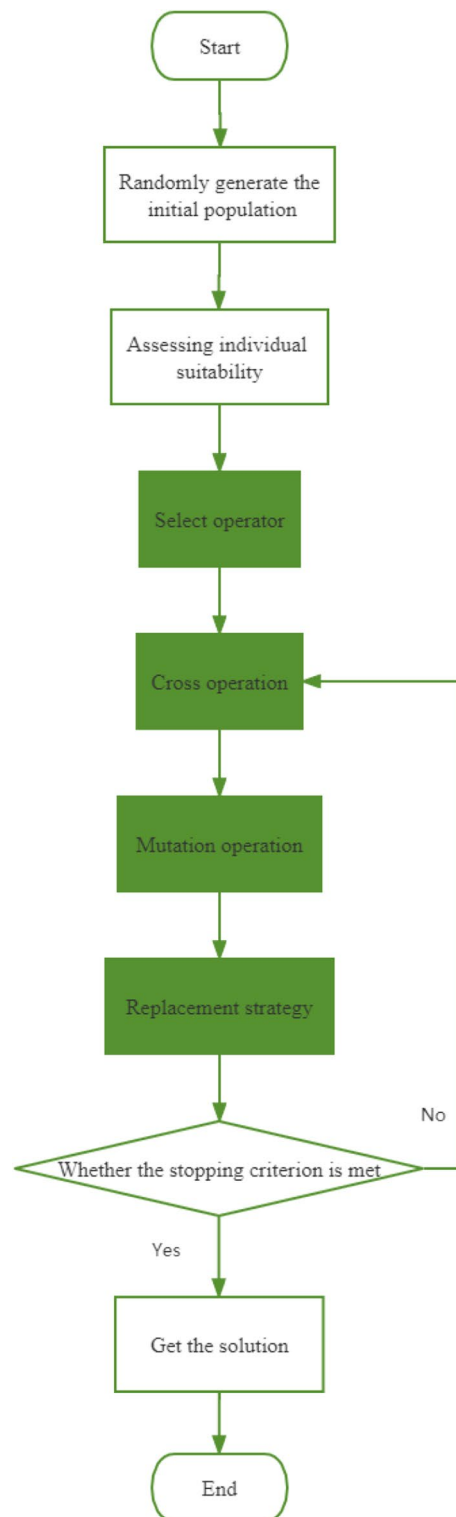 Start
Randomly generate the
initial population
Assessing individual
suitability
Select operator
Cross operation
Mutation operation
Replacement strategy
No
Whether the stopping criterion is met
Yes
Get the solution
End